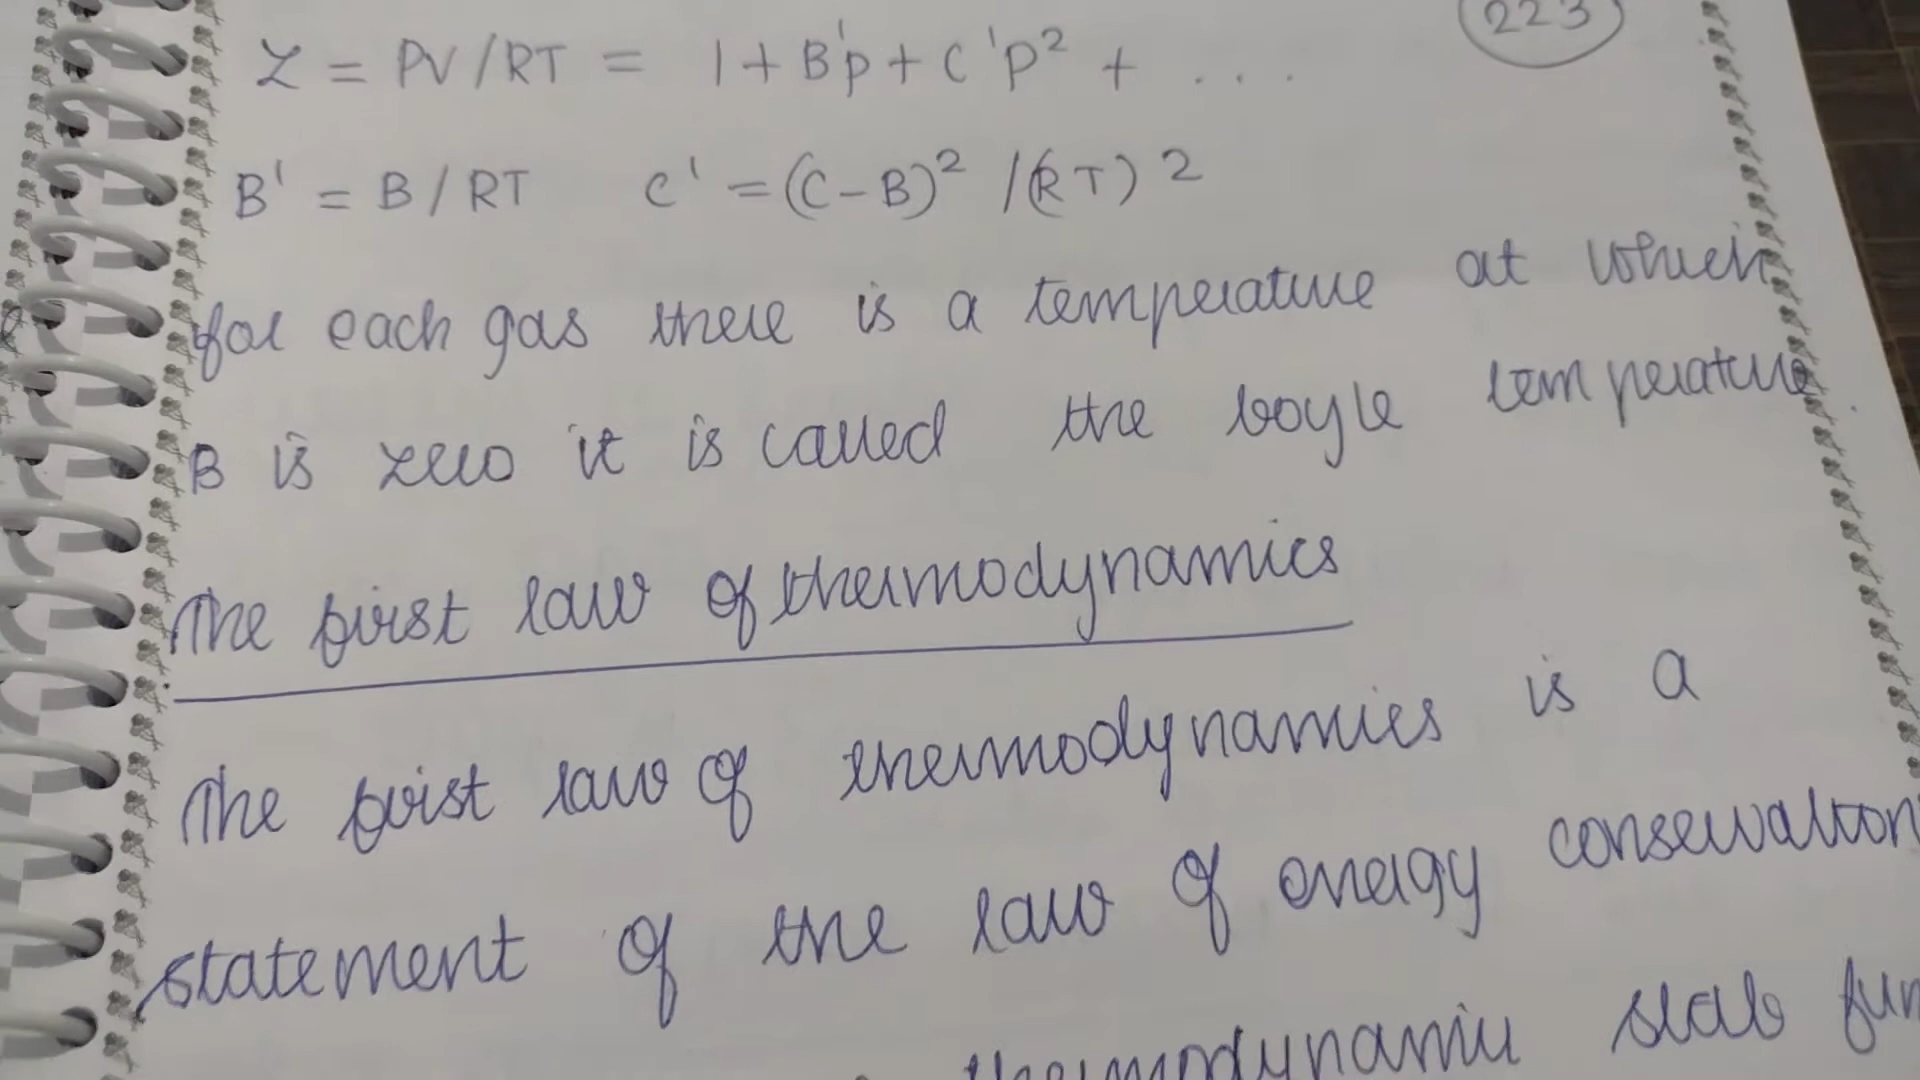 223
Z = PV/RT = 1 + B'p + C'p² + ....
B' = B/RT C' = (C-B)² /(RT) 2
for each gas there is a temperature at which
B is zero it is called the boyle temperature.
The first law of thermodynamics
The first law of thermodynamics is a
statement of the law of energy conservation
thermodynamic